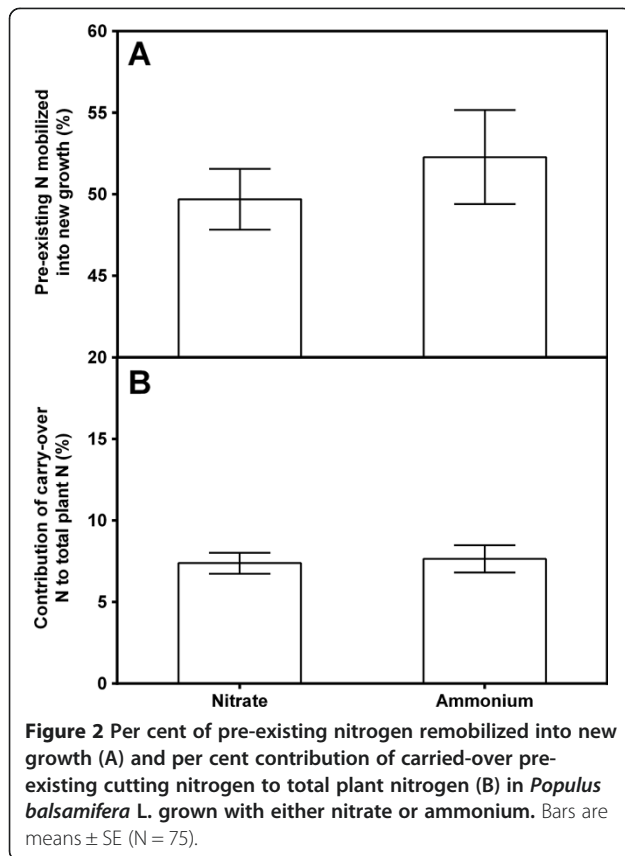 60
A
55
50
45
Pre-existing N mobilized
into new growth (%)
20
B
15
10
5
0
Contribution of carry-over
N to total plant N (%)
Nitrate
Ammonium
Figure 2 Per cent of pre-existing nitrogen remobilized into new
growth (A) and per cent contribution of carried-over pre-
existing cutting nitrogen to total plant nitrogen (B) in Populus
balsamifera L. grown with either nitrate or ammonium. Bars are
means ± SE (N = 75).